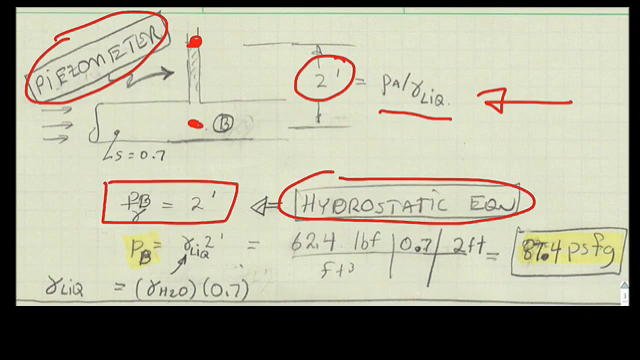 PIEZOMETER
2' = pa/γLIQ.
B
S = 0.7
PB/γ = 2' ⇐ HYDROSTATIC EQN
PB = γLIQ 2' = 62.4 lbf/ft3 | 0.7 | 2ft = 87.4 psfg
γLIQ = (γH2O)(0.7)
3